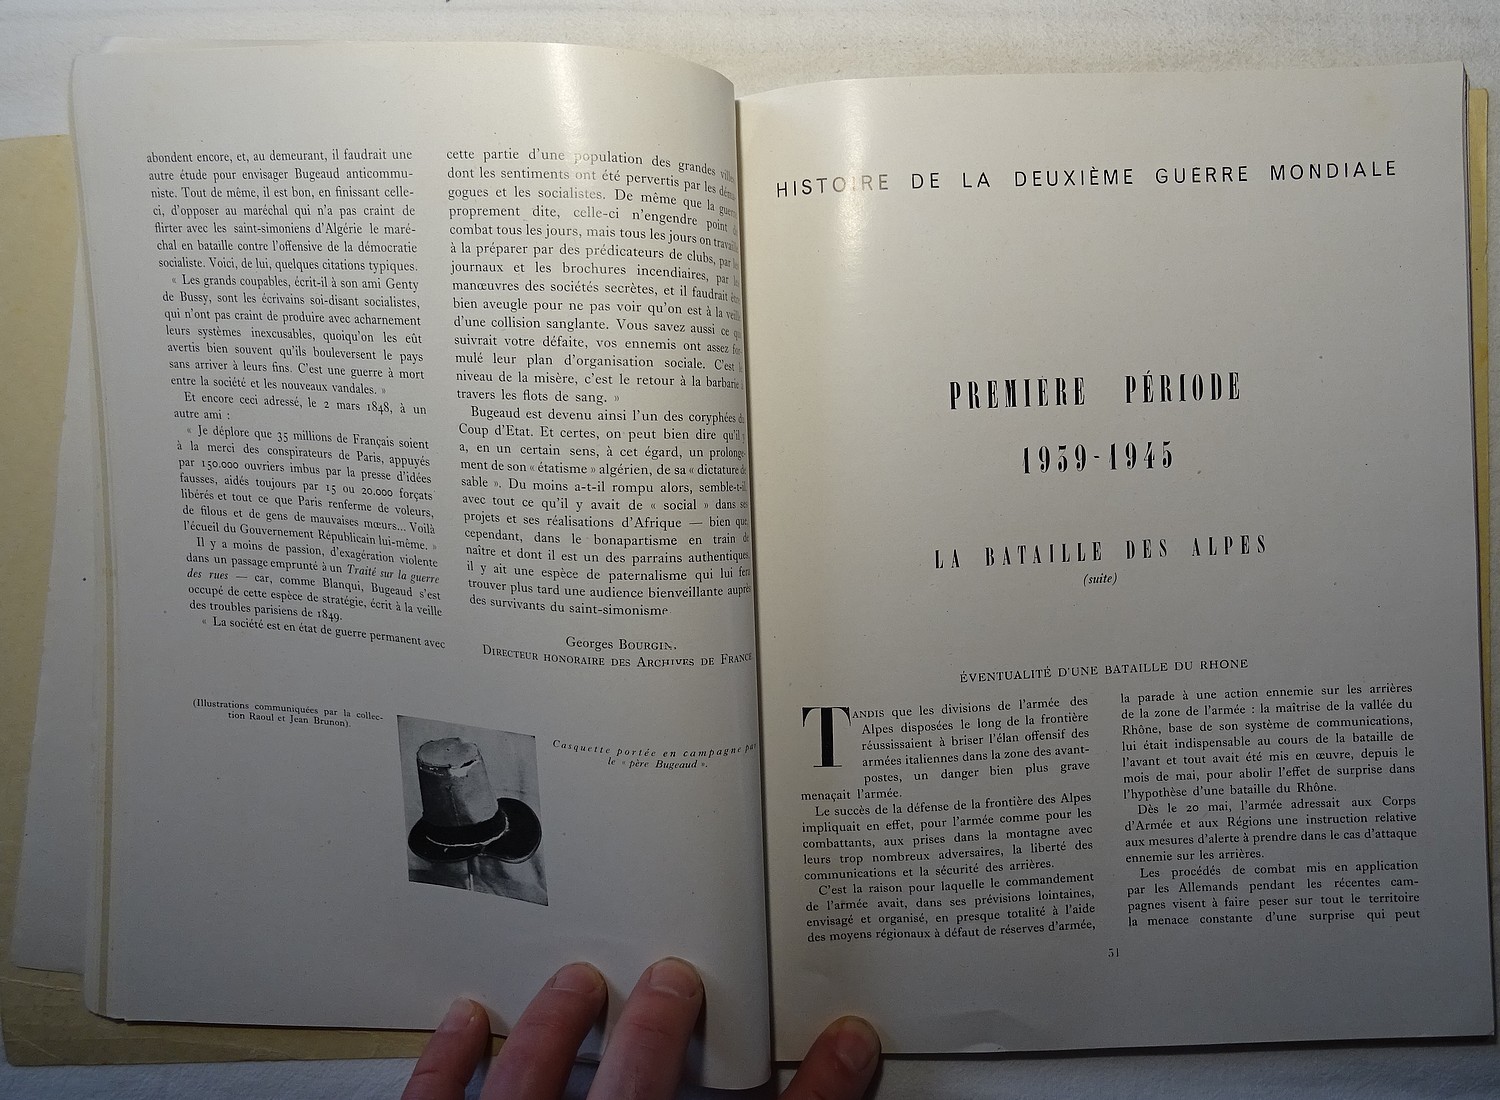 abondent encore, et, au demeurant, il faudrait une
autre étude pour envisager Bugeaud anticommu-
niste. Tout de même, il est bon, en finissant celle-
ci, d'opposer au maréchal qui n'a pas craint de
flirter avec les saint-simoniens d'Algérie le maré-
chal en bataille contre l'offensive de la démocratie
socialiste. Voici, de lui, quelques citations typiques.
« Les grands coupables, écrit-il à son ami Genty
de Bussy, sont les écrivains soi-disant socialistes,
qui n'ont pas craint de produire avec acharnement
leurs systèmes inexcusables, quoiqu'on les eût
avertis bien souvent qu'ils bouleversent le pays
sans arriver à leurs fins. C'est une guerre à mort
entre la société et les nouveaux vandales. »
Et encore ceci adressé, le 2 mars 1848, à un
autre ami :
« Je déplore que 35 millions de Français soient
à la merci des conspirateurs de Paris, appuyés
par 150.000 ouvriers imbus par la presse d'idées
fausses, aidés toujours par 15 ou 20.000 forçats
libérés et tout ce que Paris renferme de voleurs,
de filous et de gens de mauvaises mœurs... Voilà
l'écueil du Gouvernement Républicain lui-même. »
Il y a moins de passion, d'exagération violente
dans un passage emprunté à un Traité sur la guerre
des rues — car, comme Blanqui, Bugeaud s'est
occupé de cette espèce de stratégie, écrit à la veille
des troubles parisiens de 1849.
« La société est en état de guerre permanent avec
cette partie d'une population des grandes
dont les sentiments ont été pervertis par les
gogues et les socialistes. De même que la
proprement dite, celle-ci n'engendre point
combat tous les jours, mais tous les jours on
à la préparer par des prédicateurs de clubs, par
journaux et les brochures incendiaires, par
manœuvres des sociétés secrètes, et il faudrait
bien aveugle pour ne pas voir qu'on est à la
d'une collision sanglante. Vous savez aussi ce
suivrait votre défaite, vos ennemis ont assez
mulé leur plan d'organisation sociale. C'est
niveau de la misère, c'est le retour à la barbarie
travers les flots de sang. »
Bugeaud est devenu ainsi l'un des coryphées
Coup d'Etat. Et certes, on peut bien dire qu'il
a, en un certain sens, à cet égard, un prolonge-
ment de son « étatisme » algérien, de sa « dictature
sable ». Du moins a-t-il rompu alors, semble-t-il,
avec tout ce qu'il y avait de « social » dans ses
projets et ses réalisations d'Afrique — bien que,
cependant, dans le bonapartisme en train de
naître et dont il est un des parrains authentiques,
il y ait une espèce de paternalisme qui lui fera
trouver plus tard une audience bienveillante auprès
des survivants du saint-simonisme
Georges BOURGIN,
DIRECTEUR HONORAIRE DES ARCHIVES DE FRANCE
(Illustrations communiquées par la collec-
tion Raoul et Jean Brunon).
Casquette portée en campagne par
le « père Bugeaud ».
HISTOIRE DE LA DEUXIÈME GUERRE MONDIALE
PREMIÈRE PÉRIODE
1939-1945
LA BATAILLE DES ALPES
(suite)
ÉVENTUALITÉ D'UNE BATAILLE DU RHONE
TANDIS que les divisions de l'armée des
Alpes disposées le long de la frontière
réussissaient à briser l'élan offensif des
armées italiennes dans la zone des avant-
postes, un danger bien plus grave
menaçait l'armée.
Le succès de la défense de la frontière des Alpes
impliquait en effet, pour l'armée comme pour les
combattants, aux prises dans la montagne avec
leurs trop nombreux adversaires, la liberté des
communications et la sécurité des arrières.
C'est la raison pour laquelle le commandement
de l'armée avait, dans ses prévisions lointaines,
envisagé et organisé, en presque totalité à l'aide
des moyens régionaux à défaut de réserves d'armée,
la parade à une action ennemie sur les arrières
de la zone de l'armée : la maîtrise de la vallée du
Rhône, base de son système de communications,
lui était indispensable au cours de la bataille de
l'avant et tout avait été mis en œuvre, depuis le
mois de mai, pour abolir l'effet de surprise dans
l'hypothèse d'une bataille du Rhône.
Dès le 20 mai, l'armée adressait aux Corps
d'Armée et aux Régions une instruction relative
aux mesures d'alerte à prendre dans le cas d'attaque
ennemie sur les arrières.
Les procédés de combat mis en application
par les Allemands pendant les récentes cam-
pagnes visent à faire peser sur tout le territoire
la menace constante d'une surprise qui peut
51